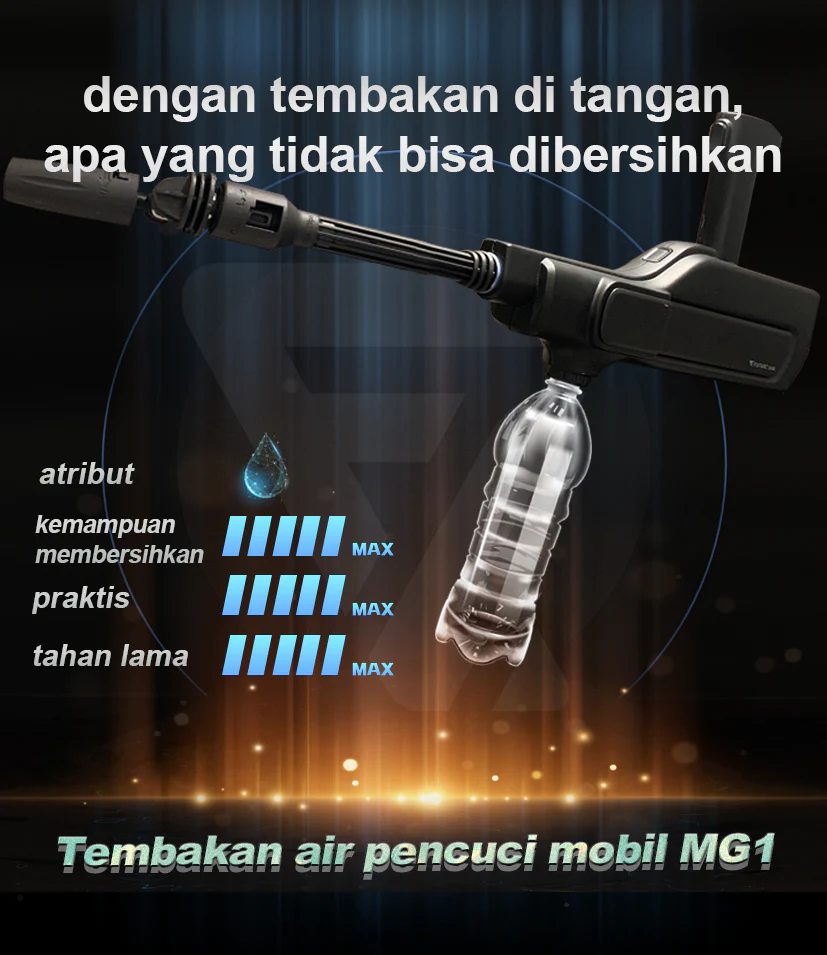 dengan tembakan di tangan,
apa yang tidak bisa dibersihkan
atribut
kemampuan
membersihkan
MAX
praktis
MAX
tahan lama
MAX
Tembakan air pencuci mobil MG1